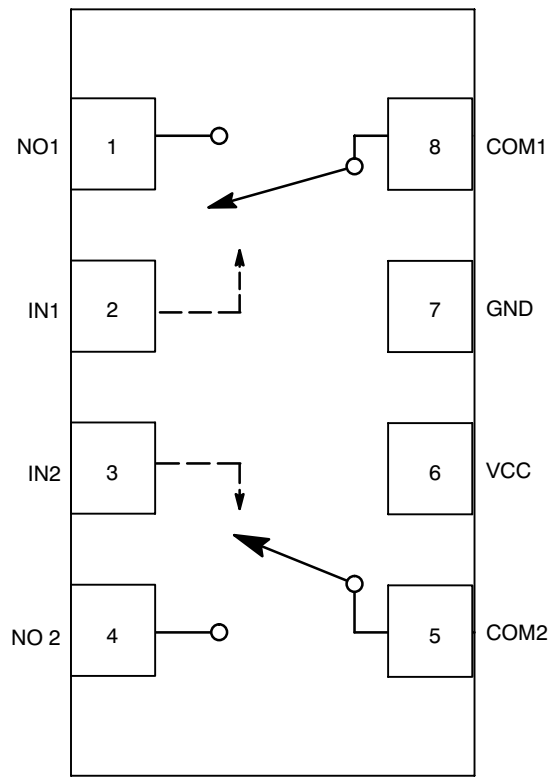 NO1 1 8 COM1
IN1 2 7 GND
IN2 3 6 VCC
NO 2 4 5 COM2